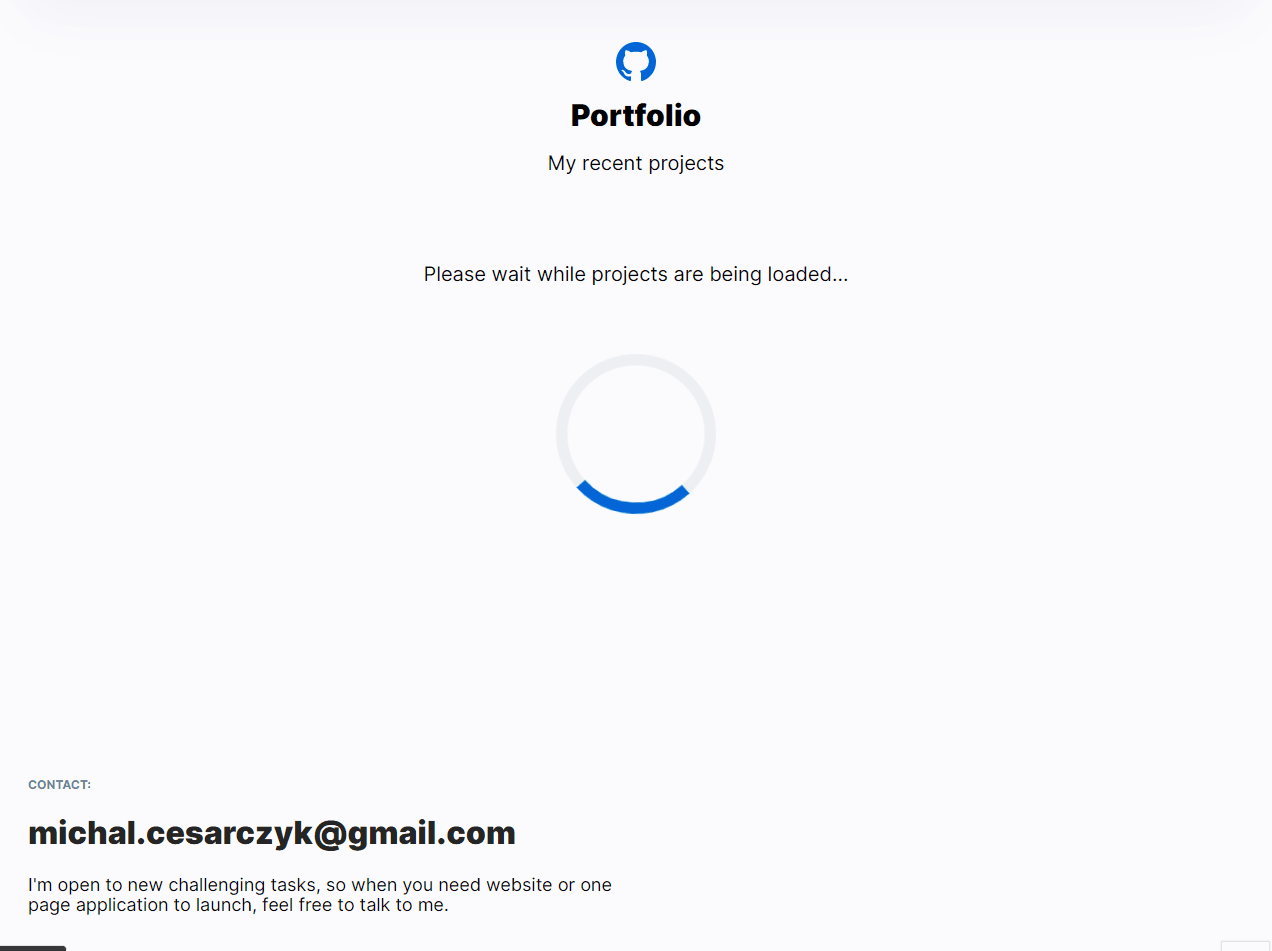 Portfolio
My recent projects
Please wait while projects are being loaded...
CONTACT:
michal.cesarczyk@gmail.com
I'm open to new challenging tasks, so when you need website or one
page application to launch, feel free to talk to me.